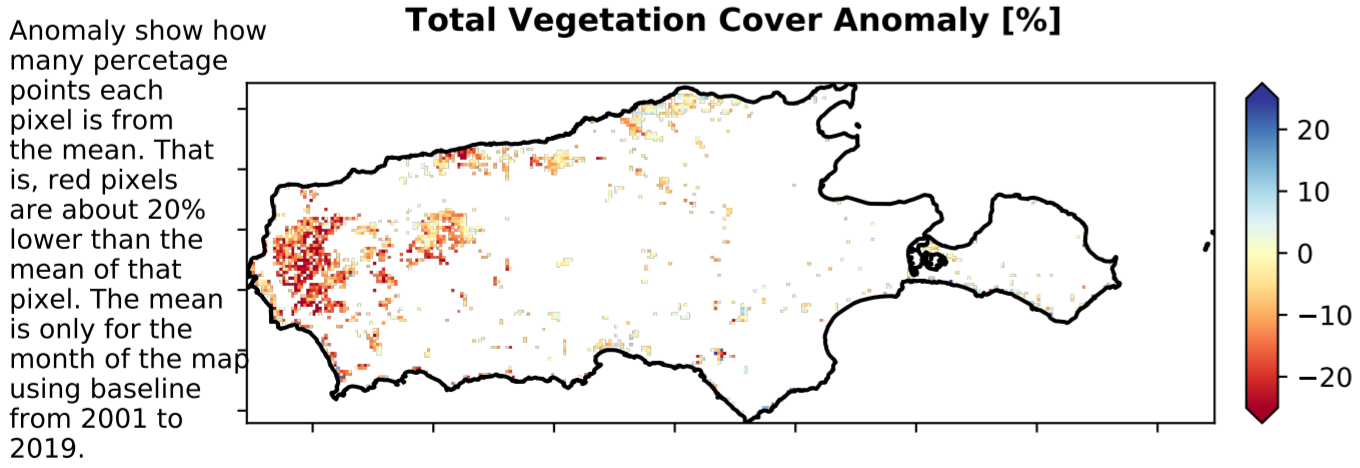 Total Vegetation Cover Anomaly [%]
Anomaly show how
many percetage
points each
pixel is from
the mean. That
is, red pixels
are about 20%
lower than the
mean of that
pixel. The mean
is only for the
month of the map
using baseline
from 2001 to
2019.
20
10
0
−10
−20